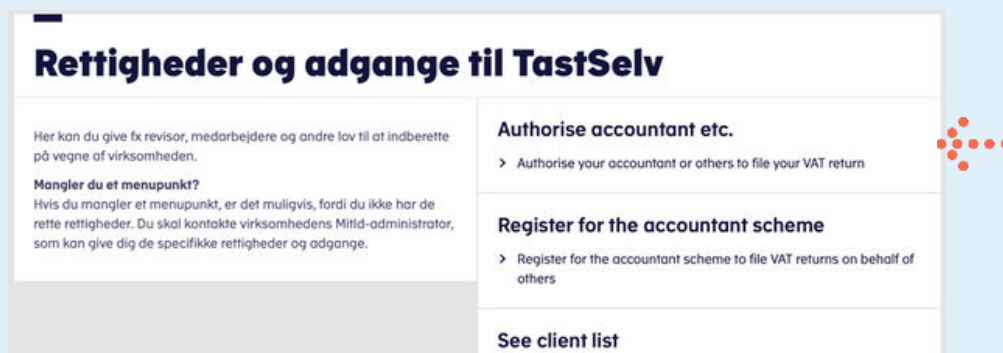 Rettigheder og adgange til TastSelv
Her kan du give fx revisor, medarbejdere og andre lov til at indberette
på vegne af virksomheden.
Mangler du et menupunkt?
Hvis du mangler et menupunkt, er det muligvis, fordi du ikke har de
rette rettigheder. Du skal kontakte virksomhedens MitId-administrator,
som kan give dig de specifikke rettigheder og adgange.
Authorise accountant etc.
> Authorise your accountant or others to file your VAT return
Register for the accountant scheme
> Register for the accountant scheme to file VAT returns on behalf of
others
See client list